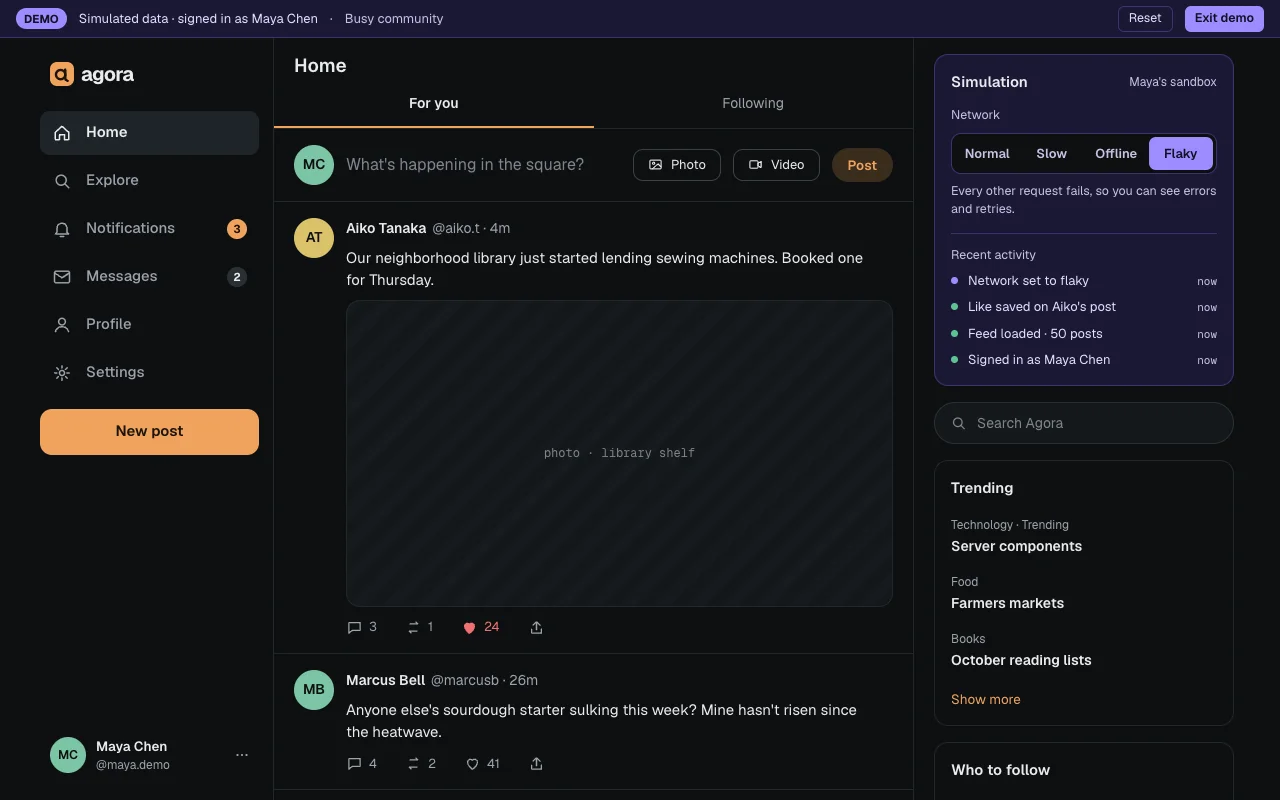 DEMO Simulated data · signed in as Maya Chen · Busy community
Reset Exit demo
a agora
Home
Explore
Notifications 3
Messages 2
Profile
Settings
New post
MC Maya Chen
@maya.demo
...
Home
For you Following
MC What's happening in the square? Photo Video Post
AT Aiko Tanaka @aiko.t · 4m
Our neighborhood library just started lending sewing machines. Booked one
for Thursday.
photo · library shelf
3 1 24
MB Marcus Bell @marcusb · 26m
Anyone else's sourdough starter sulking this week? Mine hasn't risen since
the heatwave.
4 2 41
Simulation Maya's sandbox
Network
Normal Slow Offline Flaky
Every other request fails, so you can see errors
and retries.
Recent activity
Network set to flaky now
Like saved on Aiko's post now
Feed loaded · 50 posts now
Signed in as Maya Chen now
Search Agora
Trending
Technology · Trending
Server components
Food
Farmers markets
Books
October reading lists
Show more
Who to follow